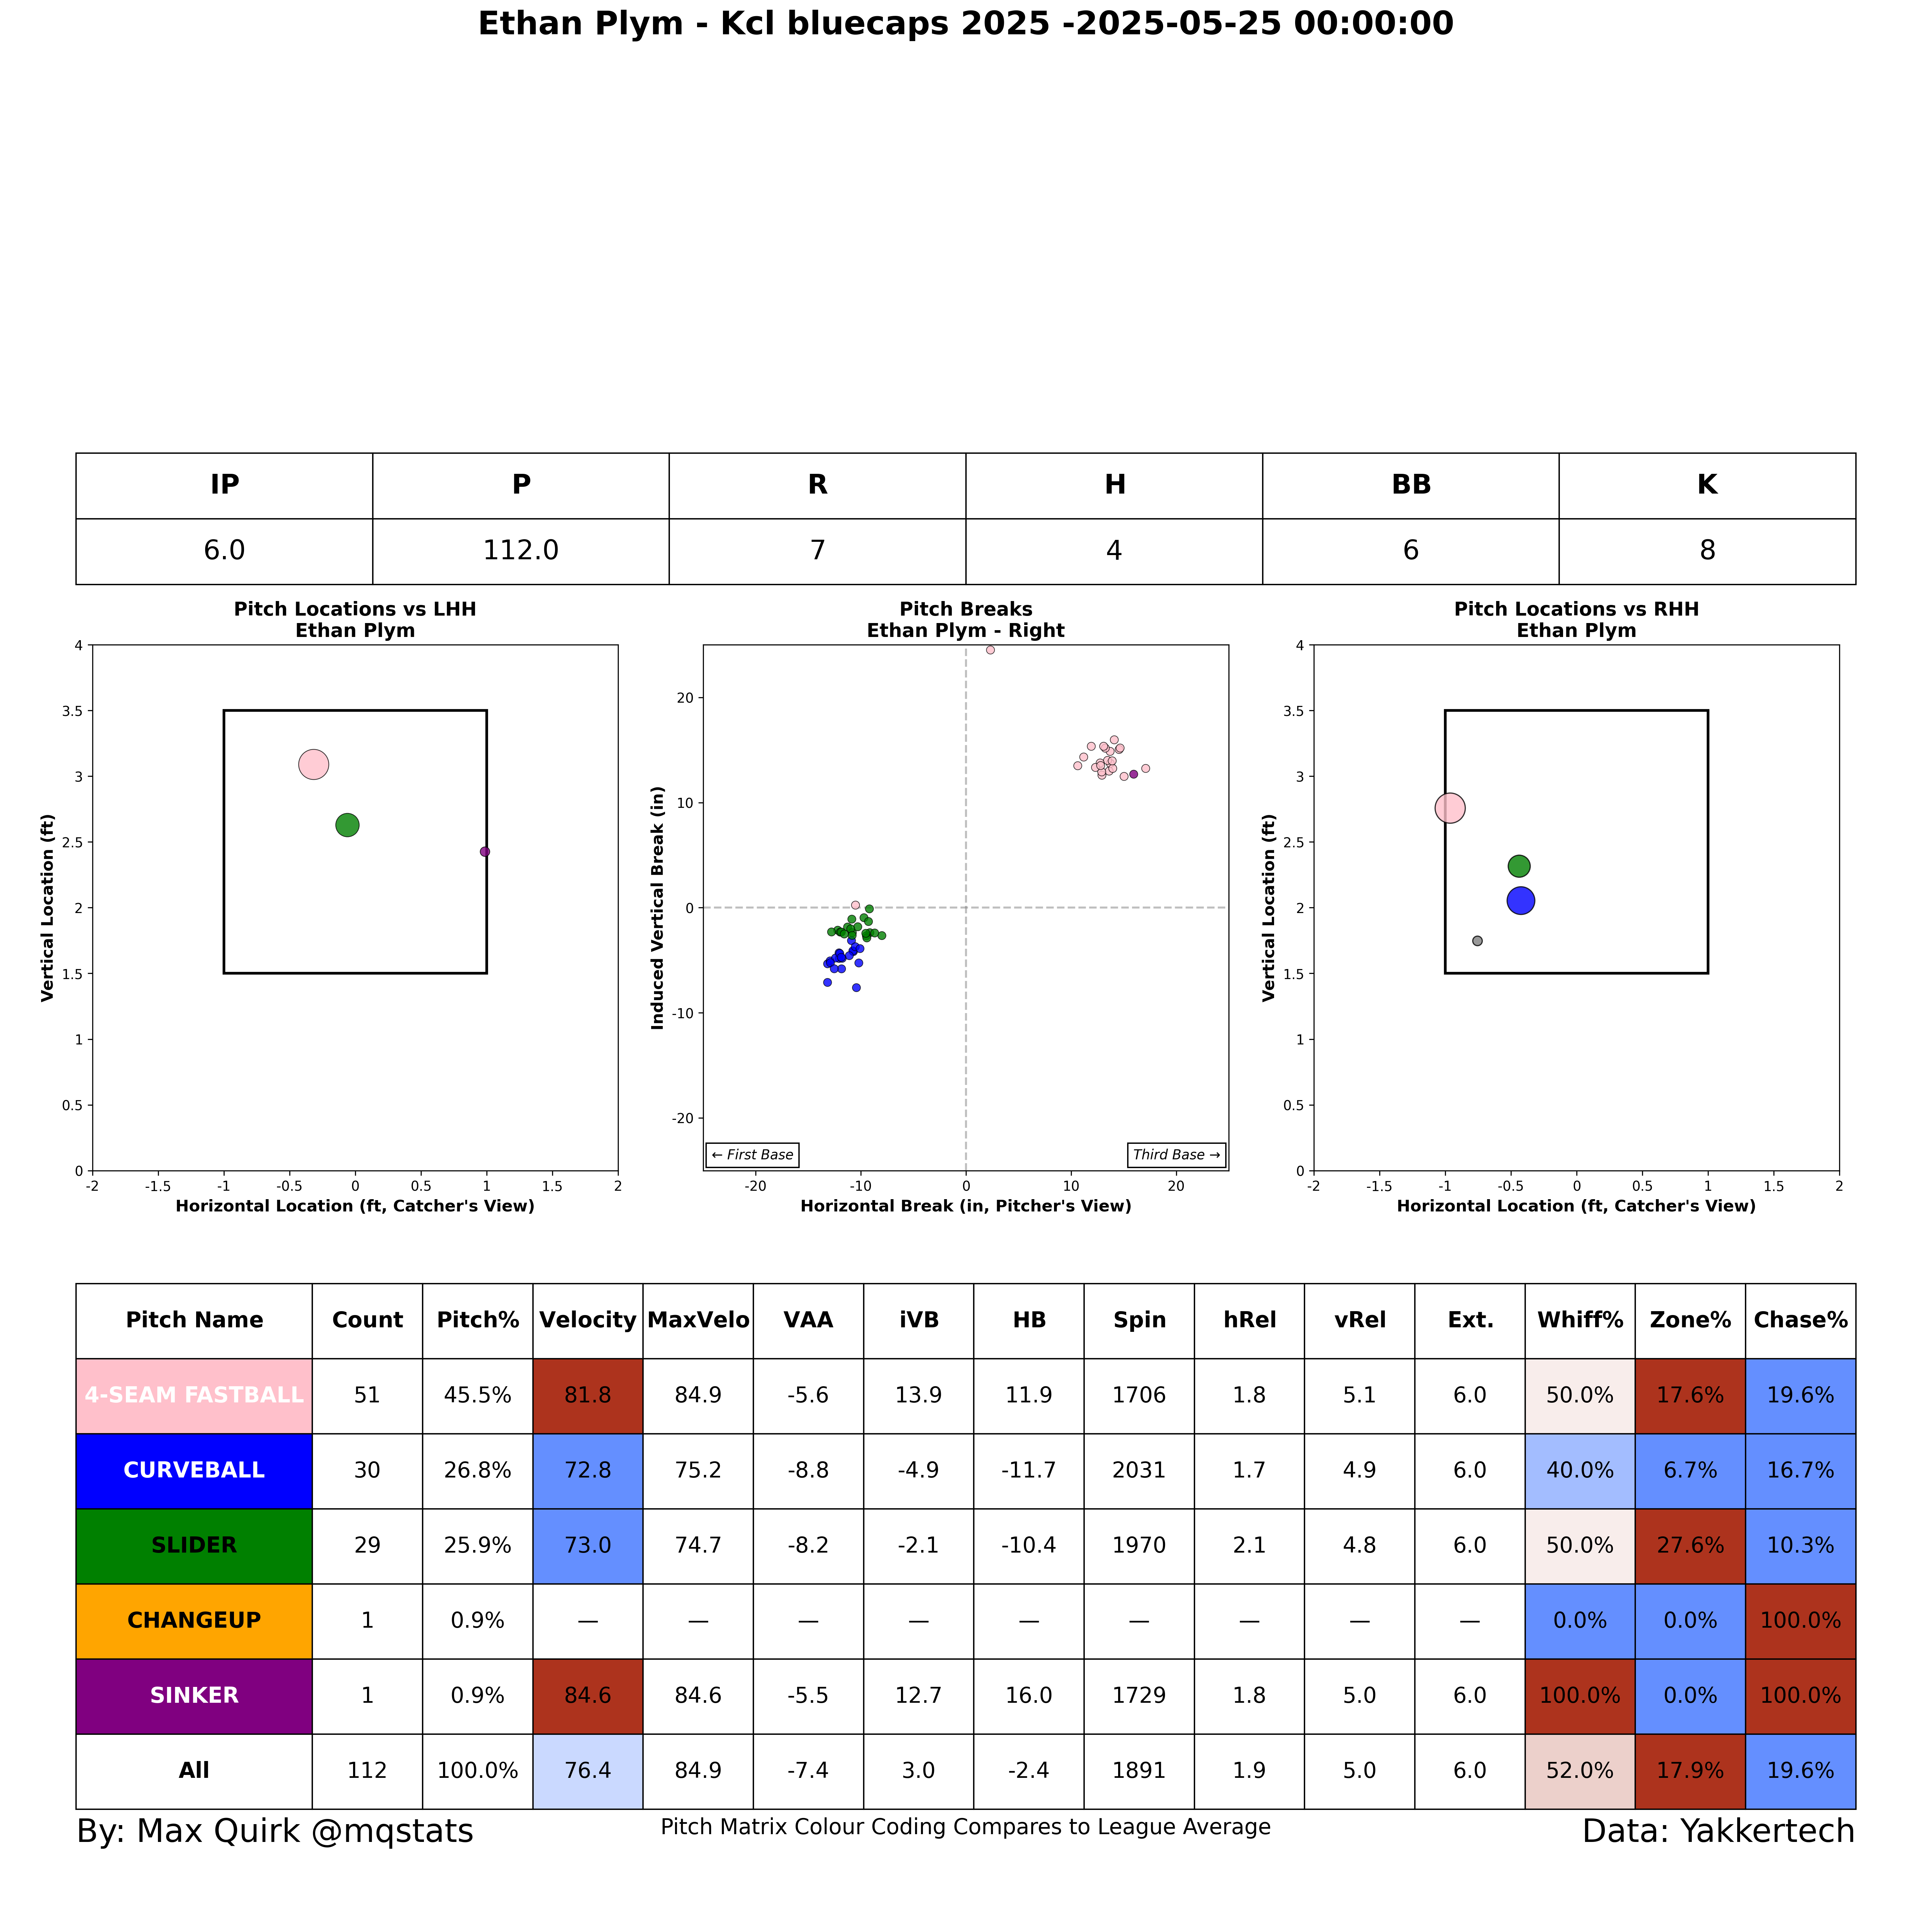 Ethan Plym - Kcl bluecaps 2025 -2025-05-25 00:00:00
IP P R H BB K
6.0 112.0 7 4 6 8
Pitch Locations vs LHH
Ethan Plym
4
3.5
3
2.5
2
1.5
1
0.5
0
-2 -1.5 -1 -0.5 0 0.5 1 1.5 2
Vertical Location (ft)
Horizontal Location (ft, Catcher's View)
Pitch Breaks
Ethan Plym - Right
20
10
0
-10
-20
← First Base
Third Base →
-20 -10 0 10 20
Induced Vertical Break (in)
Horizontal Break (in, Pitcher's View)
Pitch Locations vs RHH
Ethan Plym
4
3.5
3
2.5
2
1.5
1
0.5
0
-2 -1.5 -1 -0.5 0 0.5 1 1.5 2
Vertical Location (ft)
Horizontal Location (ft, Catcher's View)
Pitch Name Count Pitch% Velocity MaxVelo VAA iVB HB Spin hRel vRel Ext. Whiff% Zone% Chase%
4-SEAM FASTBALL 51 45.5% 81.8 84.9 -5.6 13.9 11.9 1706 1.8 5.1 6.0 50.0% 17.6% 19.6%
CURVEBALL 30 26.8% 72.8 75.2 -8.8 -4.9 -11.7 2031 1.7 4.9 6.0 40.0% 6.7% 16.7%
SLIDER 29 25.9% 73.0 74.7 -8.2 -2.1 -10.4 1970 2.1 4.8 6.0 50.0% 27.6% 10.3%
CHANGEUP 1 0.9% — — — — — — — — — 0.0% 0.0% 100.0%
SINKER 1 0.9% 84.6 84.6 -5.5 12.7 16.0 1729 1.8 5.0 6.0 100.0% 0.0% 100.0%
All 112 100.0% 76.4 84.9 -7.4 3.0 -2.4 1891 1.9 5.0 6.0 52.0% 17.9% 19.6%
By: Max Quirk @mqstats
Pitch Matrix Colour Coding Compares to League Average
Data: Yakkertech